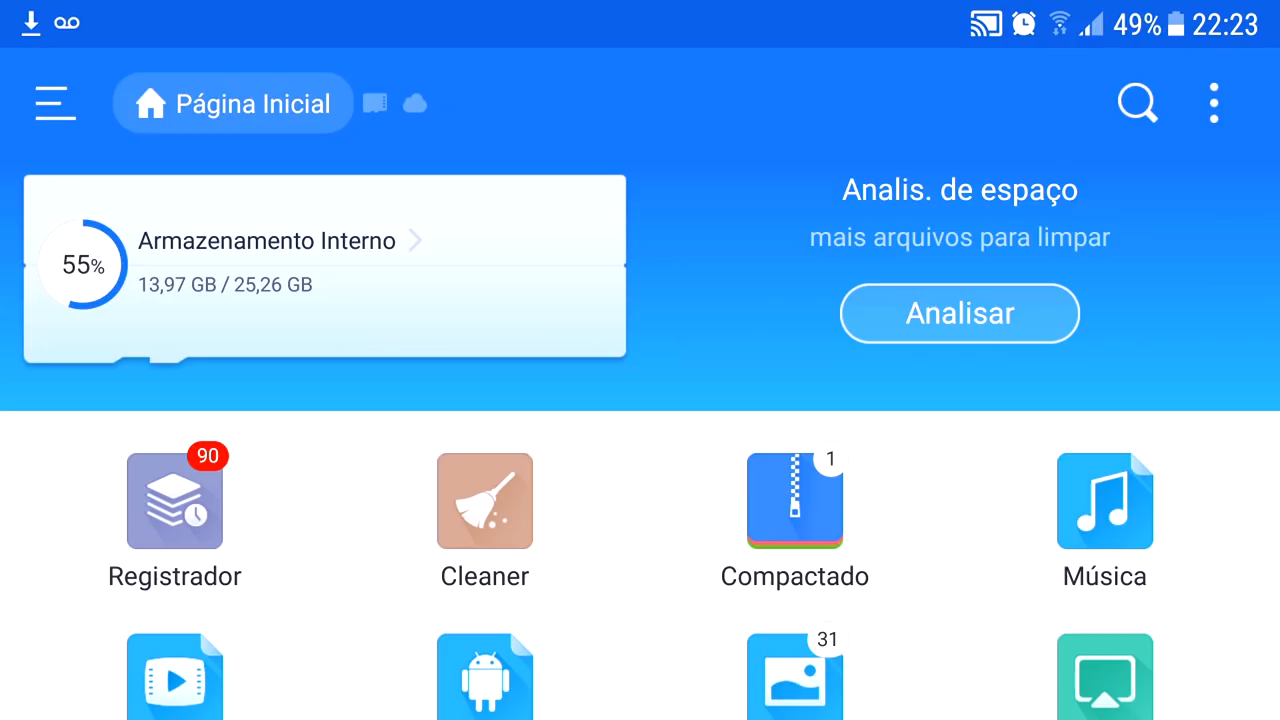 49% 22:23
Página Inicial
Analis. de espaço
mais arquivos para limpar
Analisar
55%
Armazenamento Interno
13,97 GB / 25,26 GB
90
1
Registrador
Cleaner
Compactado
Música
31